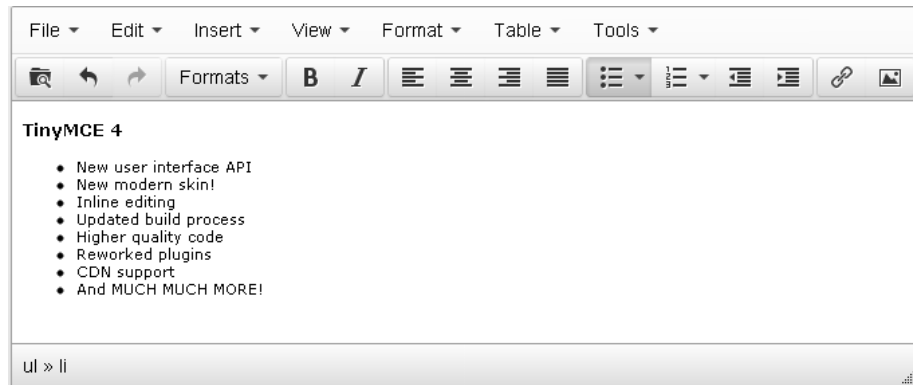 File Edit Insert View Format Table Tools
Formats B I
TinyMCE 4
New user interface API
New modern skin!
Inline editing
Updated build process
Higher quality code
Reworked plugins
CDN support
And MUCH MUCH MORE!
ul » li